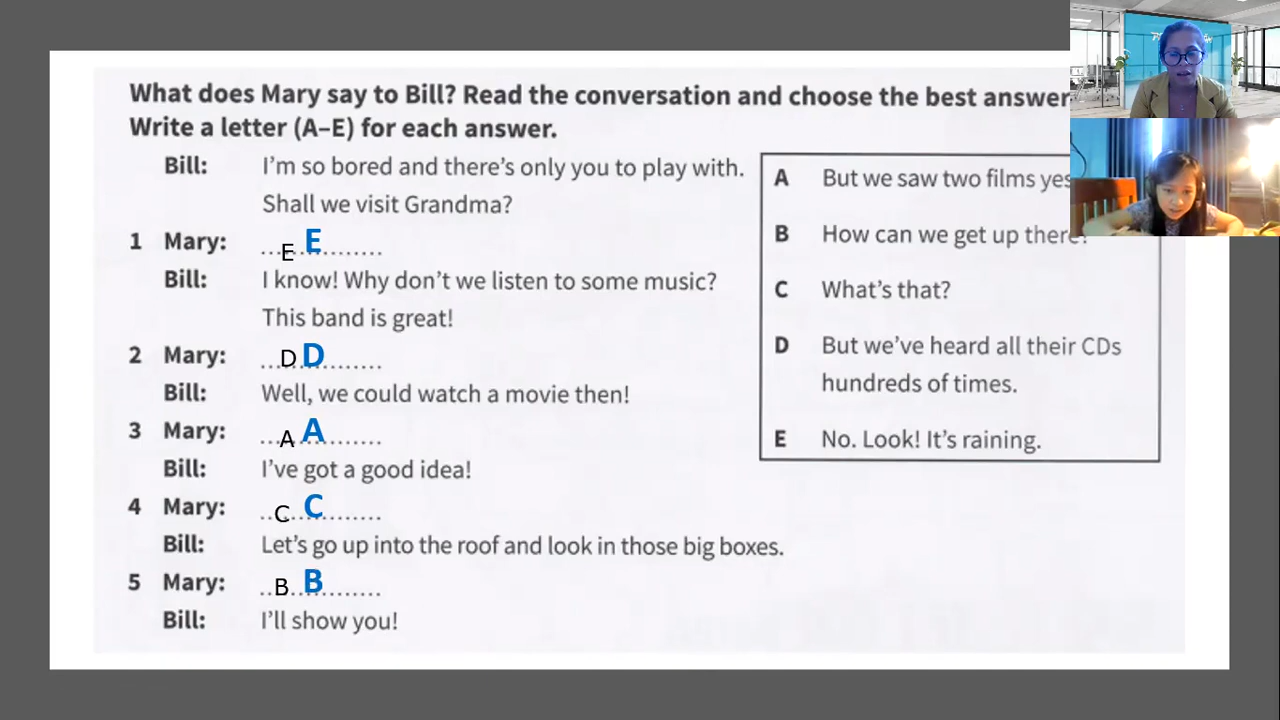 What does Mary say to Bill? Read the conversation and choose the best answer
Write a letter (A–E) for each answer.
Bill: I'm so bored and there's only you to play with.
Shall we visit Grandma?
1 Mary: ...E E...........
Bill: I know! Why don't we listen to some music?
This band is great!
2 Mary: ...D D...........
Bill: Well, we could watch a movie then!
3 Mary: ...A A...........
Bill: I've got a good idea!
4 Mary: ..C C...........
Bill: Let's go up into the roof and look in those big boxes.
5 Mary: ..B B...........
Bill: I'll show you!
A But we saw two films
B How can we get up there?
C What's that?
D But we've heard all their CDs
hundreds of times.
E No. Look! It's raining.